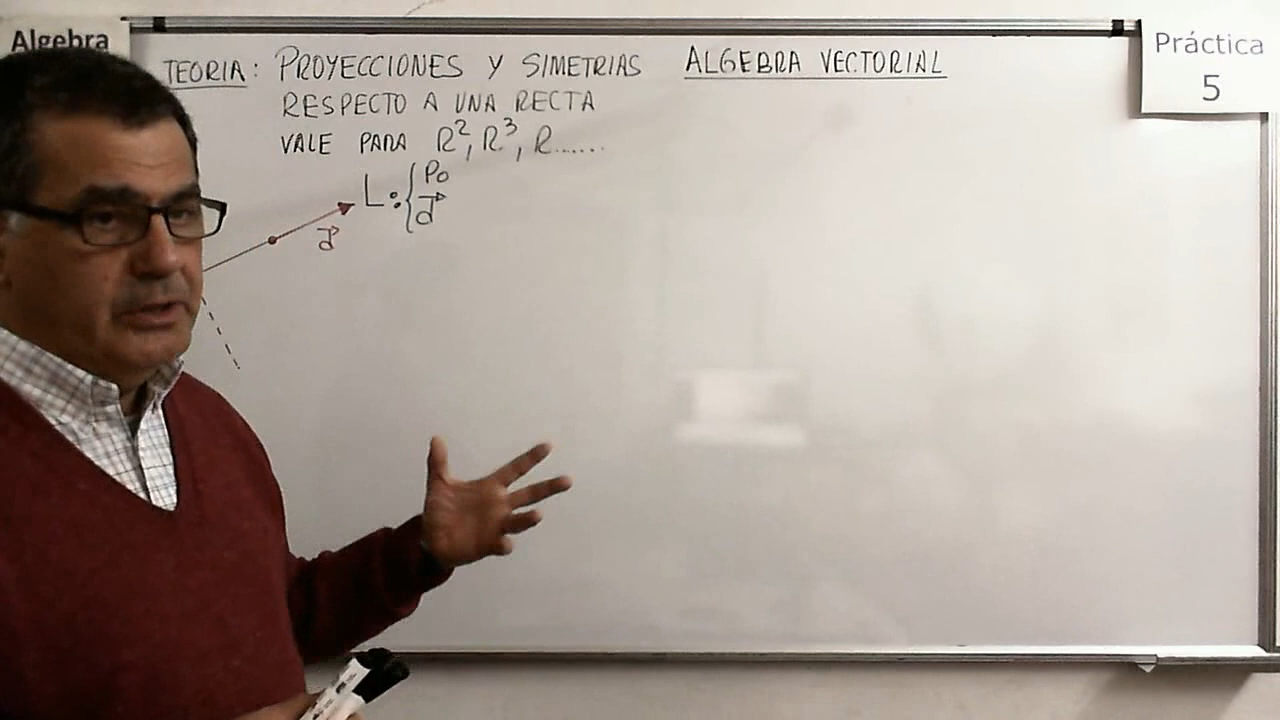 Algebra
Práctica
5
TEORIA: PROYECCIONES Y SIMETRIAS ALGEBRA VECTORIAL
RESPECTO A UNA RECTA
VALE PARA R², R³, R......
L: { P₀
d⃗
d⃗